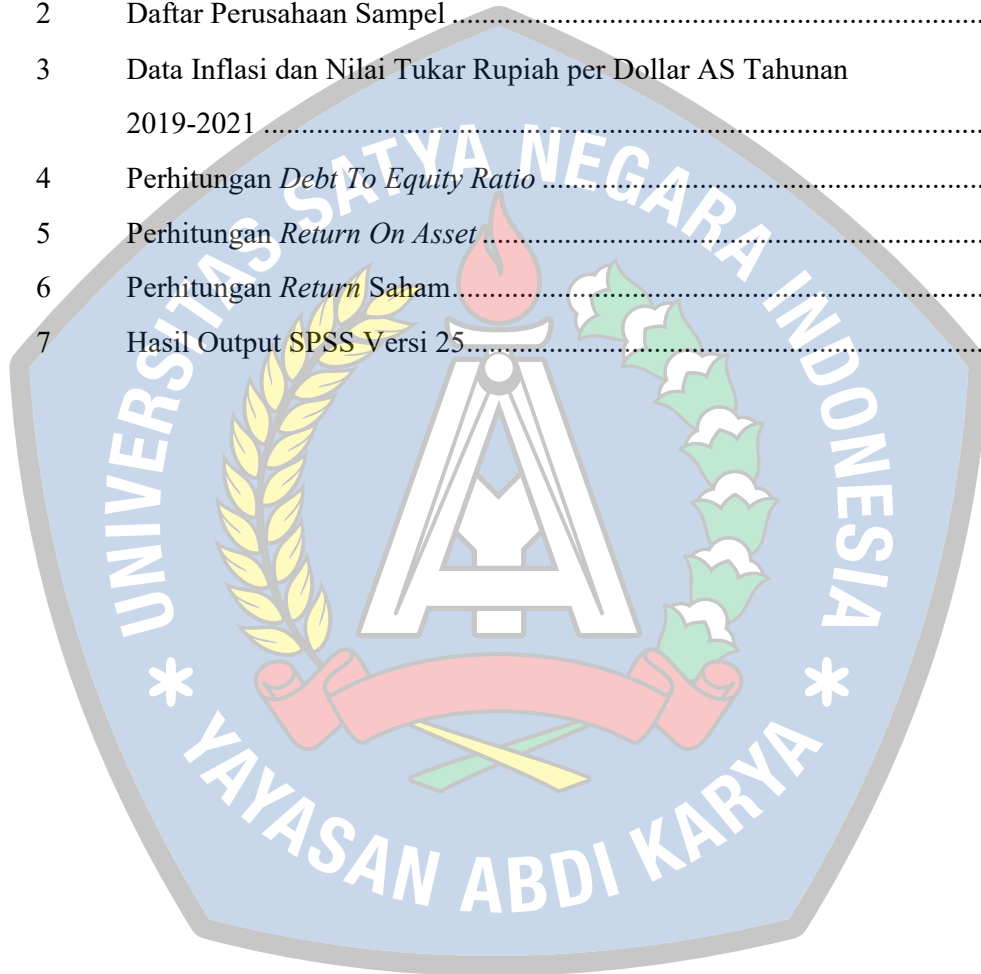 2 Daftar Perusahaan Sampel ........................................................................
3 Data Inflasi dan Nilai Tukar Rupiah per Dollar AS Tahunan
2019-2021 ........................................................................
4 Perhitungan Debt To Equity Ratio ........................................................................
5 Perhitungan Return On Asset ........................................................................
6 Perhitungan Return Saham ........................................................................
7 Hasil Output SPSS Versi 25 ........................................................................
UNIVERSITAS SATYA NEGARA INDONESIA
* YAYASAN ABDI KARYA *